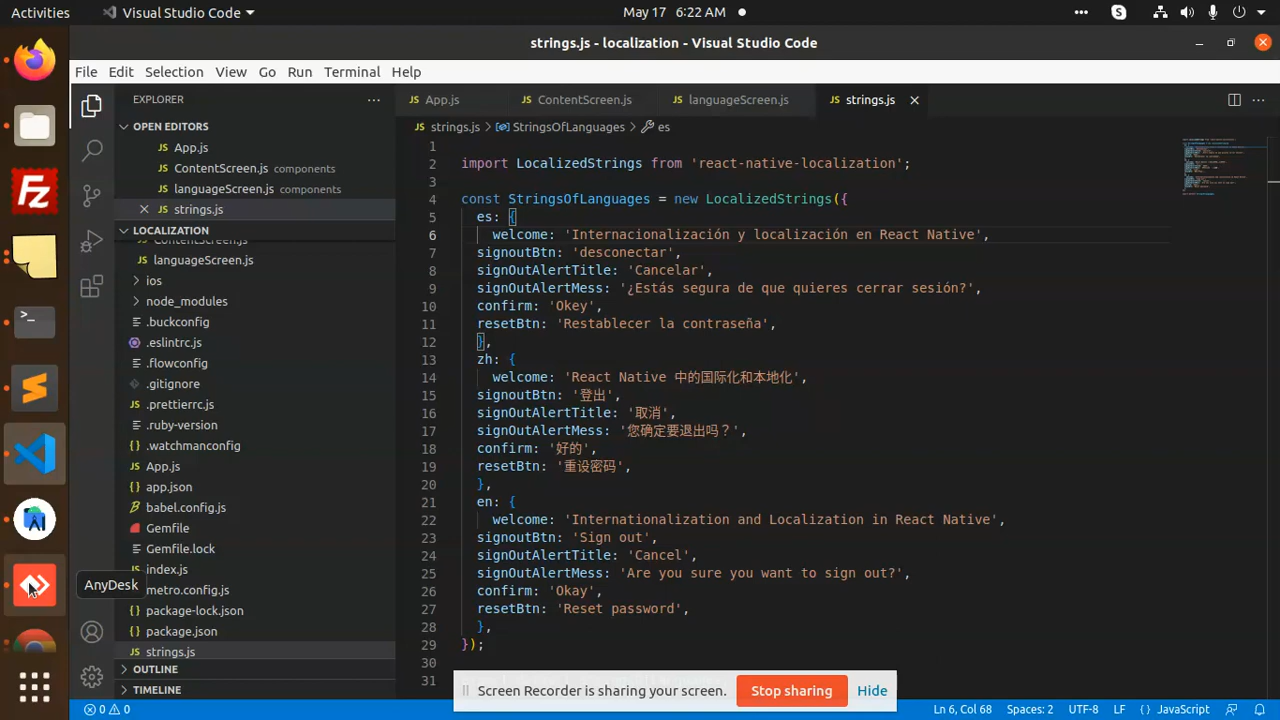 Activities
Visual Studio Code
May 17 6:22 AM
strings.js - localization - Visual Studio Code
File Edit Selection View Go Run Terminal Help
EXPLORER
OPEN EDITORS
App.js
ContentScreen.js components
languageScreen.js components
strings.js
LOCALIZATION
ContentScreen.js
languageScreen.js
ios
node_modules
.buckconfig
.eslintrc.js
.flowconfig
.gitignore
.prettierrc.js
.ruby-version
.watchmanconfig
App.js
app.json
babel.config.js
Gemfile
Gemfile.lock
index.js
metro.config.js
package-lock.json
package.json
strings.js
OUTLINE
TIMELINE
AnyDesk
App.js ContentScreen.js languageScreen.js strings.js
strings.js > StringsOfLanguages > es
1
2 import LocalizedStrings from 'react-native-localization';
3
4 const StringsOfLanguages = new LocalizedStrings({
5 es: {
6 welcome: 'Internacionalización y localización en React Native',
7 signoutBtn: 'desconectar',
8 signOutAlertTitle: 'Cancelar',
9 signOutAlertMess: '¿Estás segura de que quieres cerrar sesión?',
10 confirm: 'Okey',
11 resetBtn: 'Restablecer la contraseña',
12 },
13 zh: {
14 welcome: 'React Native 中的国际化和本地化',
15 signoutBtn: '登出',
16 signOutAlertTitle: '取消',
17 signOutAlertMess: '您确定要退出吗？',
18 confirm: '好的',
19 resetBtn: '重设密码',
20 },
21 en: {
22 welcome: 'Internationalization and Localization in React Native',
23 signoutBtn: 'Sign out',
24 signOutAlertTitle: 'Cancel',
25 signOutAlertMess: 'Are you sure you want to sign out?',
26 confirm: 'Okay',
27 resetBtn: 'Reset password',
28 },
29 });
30
31
Screen Recorder is sharing your screen. Stop sharing Hide
0 0
Ln 6, Col 68 Spaces: 2 UTF-8 LF { } JavaScript